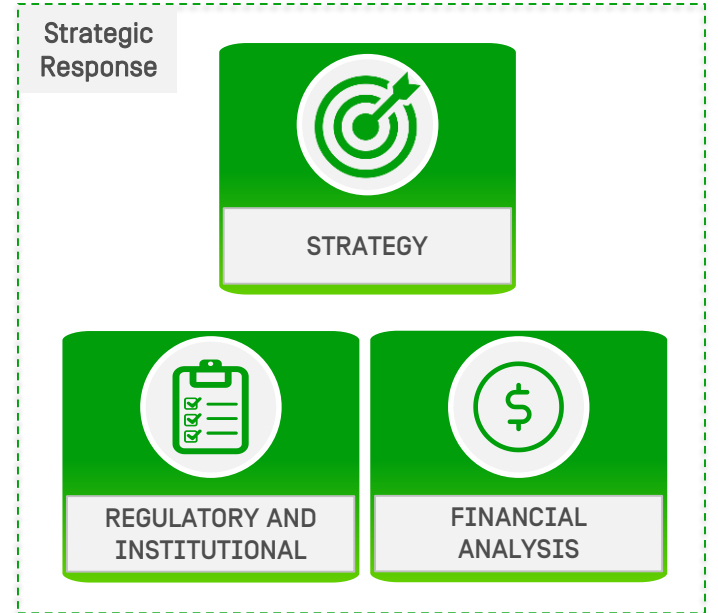 Strategic
Response
STRATEGY
REGULATORY AND
INSTITUTIONAL
$
FINANCIAL
ANALYSIS